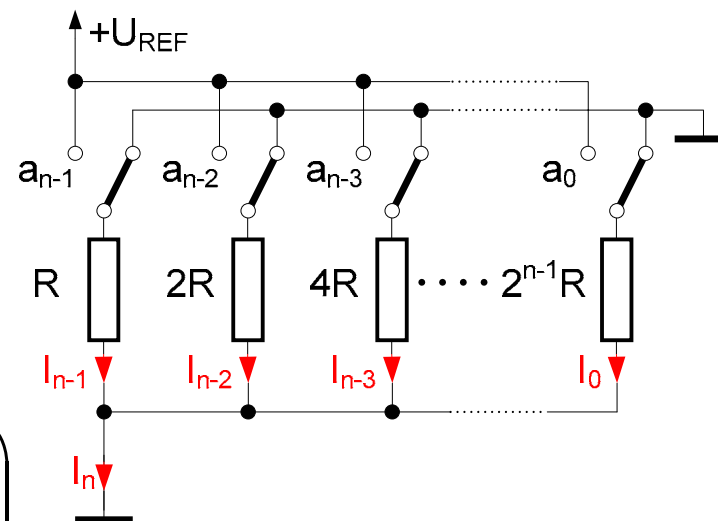 +U_REF
a_n-1 a_n-2 a_n-3 a_0
R 2R 4R 2^n-1R
I_n-1 I_n-2 I_n-3 I_0
I_n